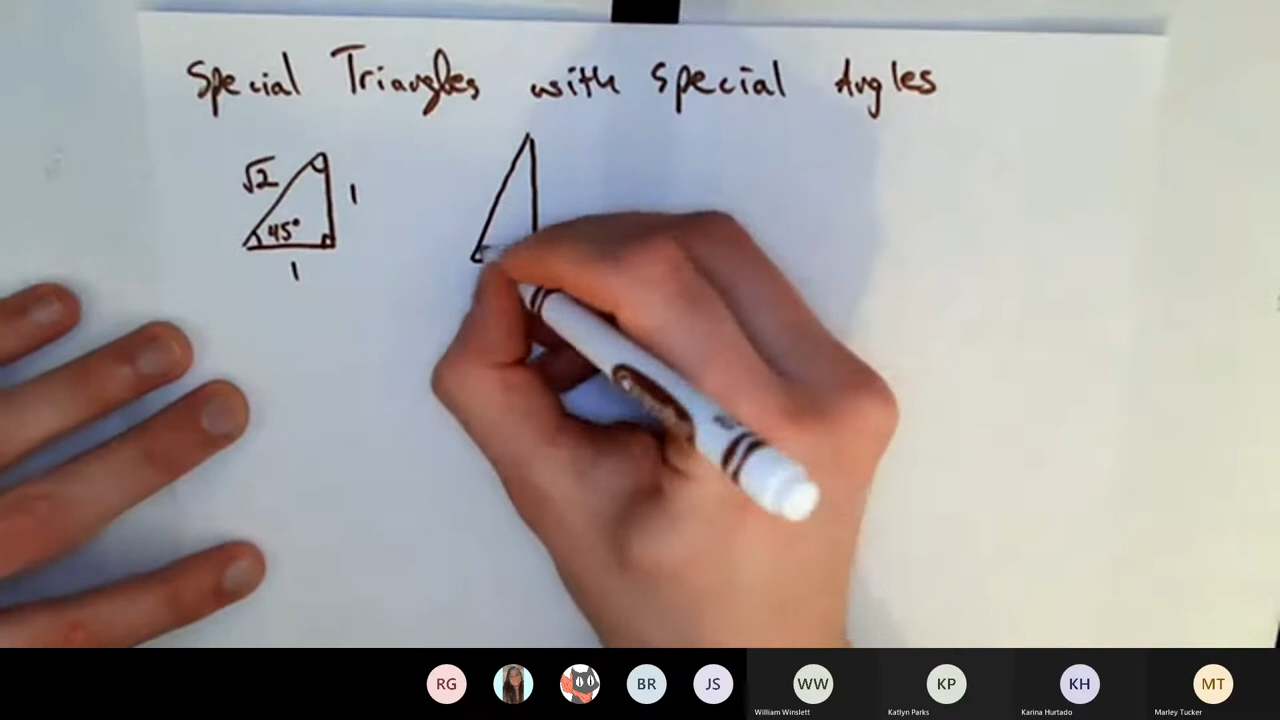 Special Triangles with special Angles
√2
1
45°
1
RG
BR
JS
WW
KP
KH
MT
William Winslett
Katlyn Parks
Karina Hurtado
Marley Tucker